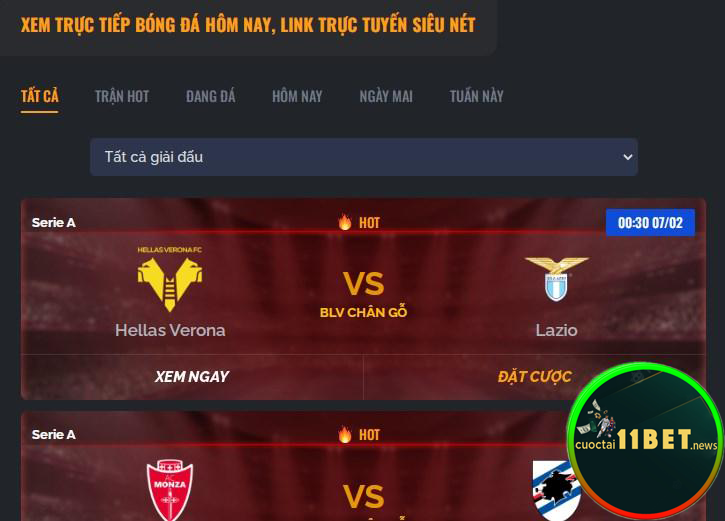 XEM TRỰC TIẾP BÓNG ĐÁ HÔM NAY, LINK TRỰC TUYẾN SIÊU NÉT
TẤT CẢ TRẬN HOT ĐANG ĐÁ HÔM NAY NGÀY MAI TUẦN NÀY
Tất cả giải đấu
Serie A HOT 00:30 07/02
HELLAS VERONA FC
VS
BLV CHÂN GỖ
Hellas Verona Lazio
XEM NGAY ĐẶT CƯỢC
Serie A HOT
cuoctai11BET.news
AC
MONZA
VS